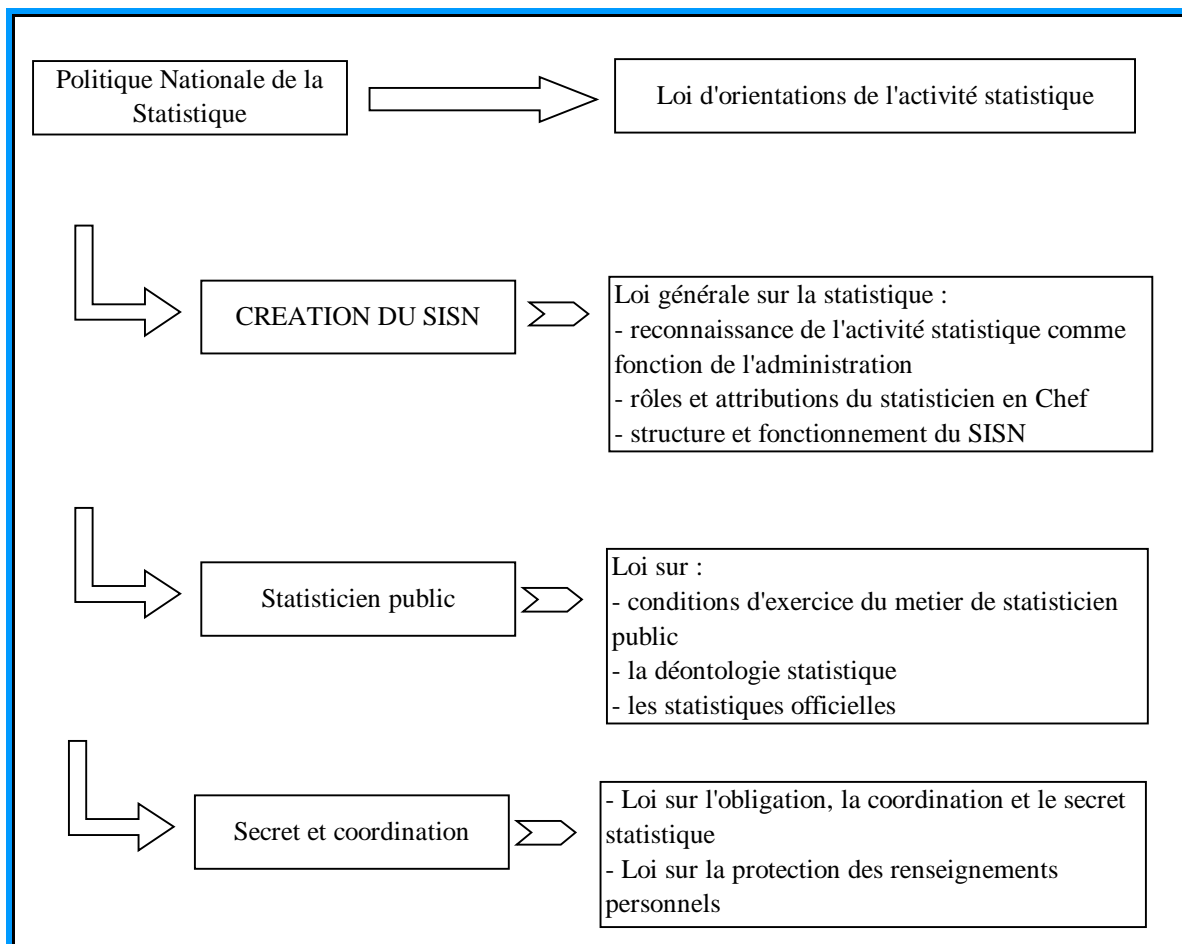 Politique Nationale de la
Statistique
Loi d'orientations de l'activité statistique
CREATION DU SISN
Loi générale sur la statistique :
- reconnaissance de l'activité statistique comme
fonction de l'administration
- rôles et attributions du statisticien en Chef
- structure et fonctionnement du SISN
Statisticien public
Loi sur :
- conditions d'exercice du metier de statisticien
public
- la déontologie statistique
- les statistiques officielles
Secret et coordination
- Loi sur l'obligation, la coordination et le secret
statistique
- Loi sur la protection des renseignements
personnels